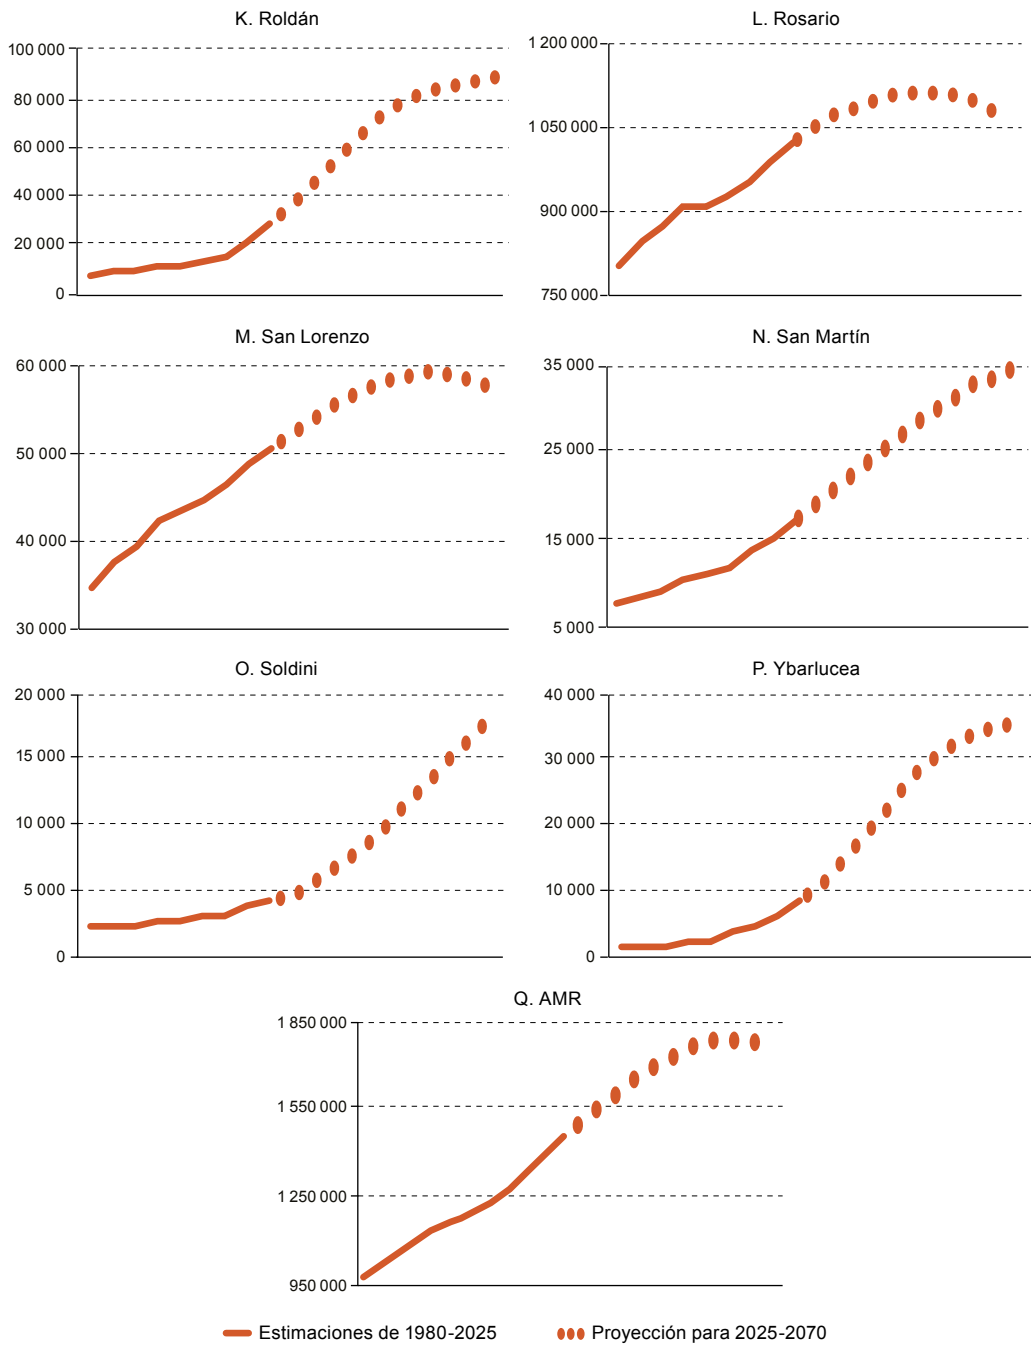 K. Roldán
100 000
80 000
60 000
40 000
20 000
0
L. Rosario
1 200 000
1 050 000
900 000
750 000
M. San Lorenzo
60 000
50 000
40 000
30 000
N. San Martín
35 000
25 000
15 000
5 000
O. Soldini
20 000
15 000
10 000
5 000
0
P. Ybarlucea
40 000
30 000
20 000
10 000
0
Q. AMR
1 850 000
1 550 000
1 250 000
950 000
Estimaciones de 1980-2025
Proyección para 2025-2070